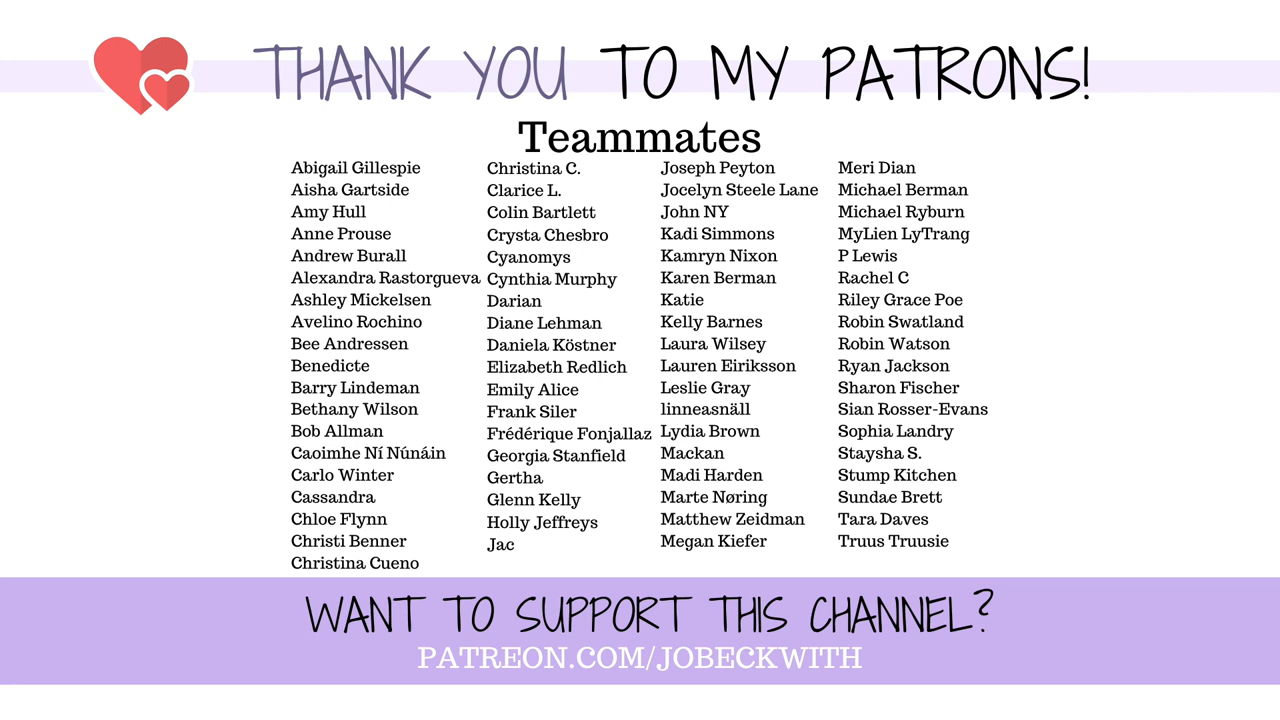 THANK YOU TO MY PATRONS!
Teammates
Abigail Gillespie
Aisha Gartside
Amy Hull
Anne Prouse
Andrew Burall
Alexandra Rastorgueva
Ashley Mickelsen
Avelino Rochino
Bee Andressen
Benedicte
Barry Lindeman
Bethany Wilson
Bob Allman
Caoimhe Ní Núnáin
Carlo Winter
Cassandra
Chloe Flynn
Christi Benner
Christina Cueno
Christina C.
Clarice L.
Colin Bartlett
Crysta Chesbro
Cyanomys
Cynthia Murphy
Darian
Diane Lehman
Daniela Köstner
Elizabeth Redlich
Emily Alice
Frank Siler
Frédérique Fonjallaz
Georgia Stanfield
Gertha
Glenn Kelly
Holly Jeffreys
Jac
Joseph Peyton
Jocelyn Steele Lane
John NY
Kadi Simmons
Kamryn Nixon
Karen Berman
Katie
Kelly Barnes
Laura Wilsey
Lauren Eiriksson
Leslie Gray
linneasnäll
Lydia Brown
Mackan
Madi Harden
Marte Nøring
Matthew Zeidman
Megan Kiefer
Meri Dian
Michael Berman
Michael Ryburn
MyLien LyTrang
P Lewis
Rachel C
Riley Grace Poe
Robin Swatland
Robin Watson
Ryan Jackson
Sharon Fischer
Sian Rosser-Evans
Sophia Landry
Staysha S.
Stump Kitchen
Sundae Brett
Tara Daves
Truus Truusie
WANT TO SUPPORT THIS CHANNEL?
PATREON.COM/JOBECKWITH